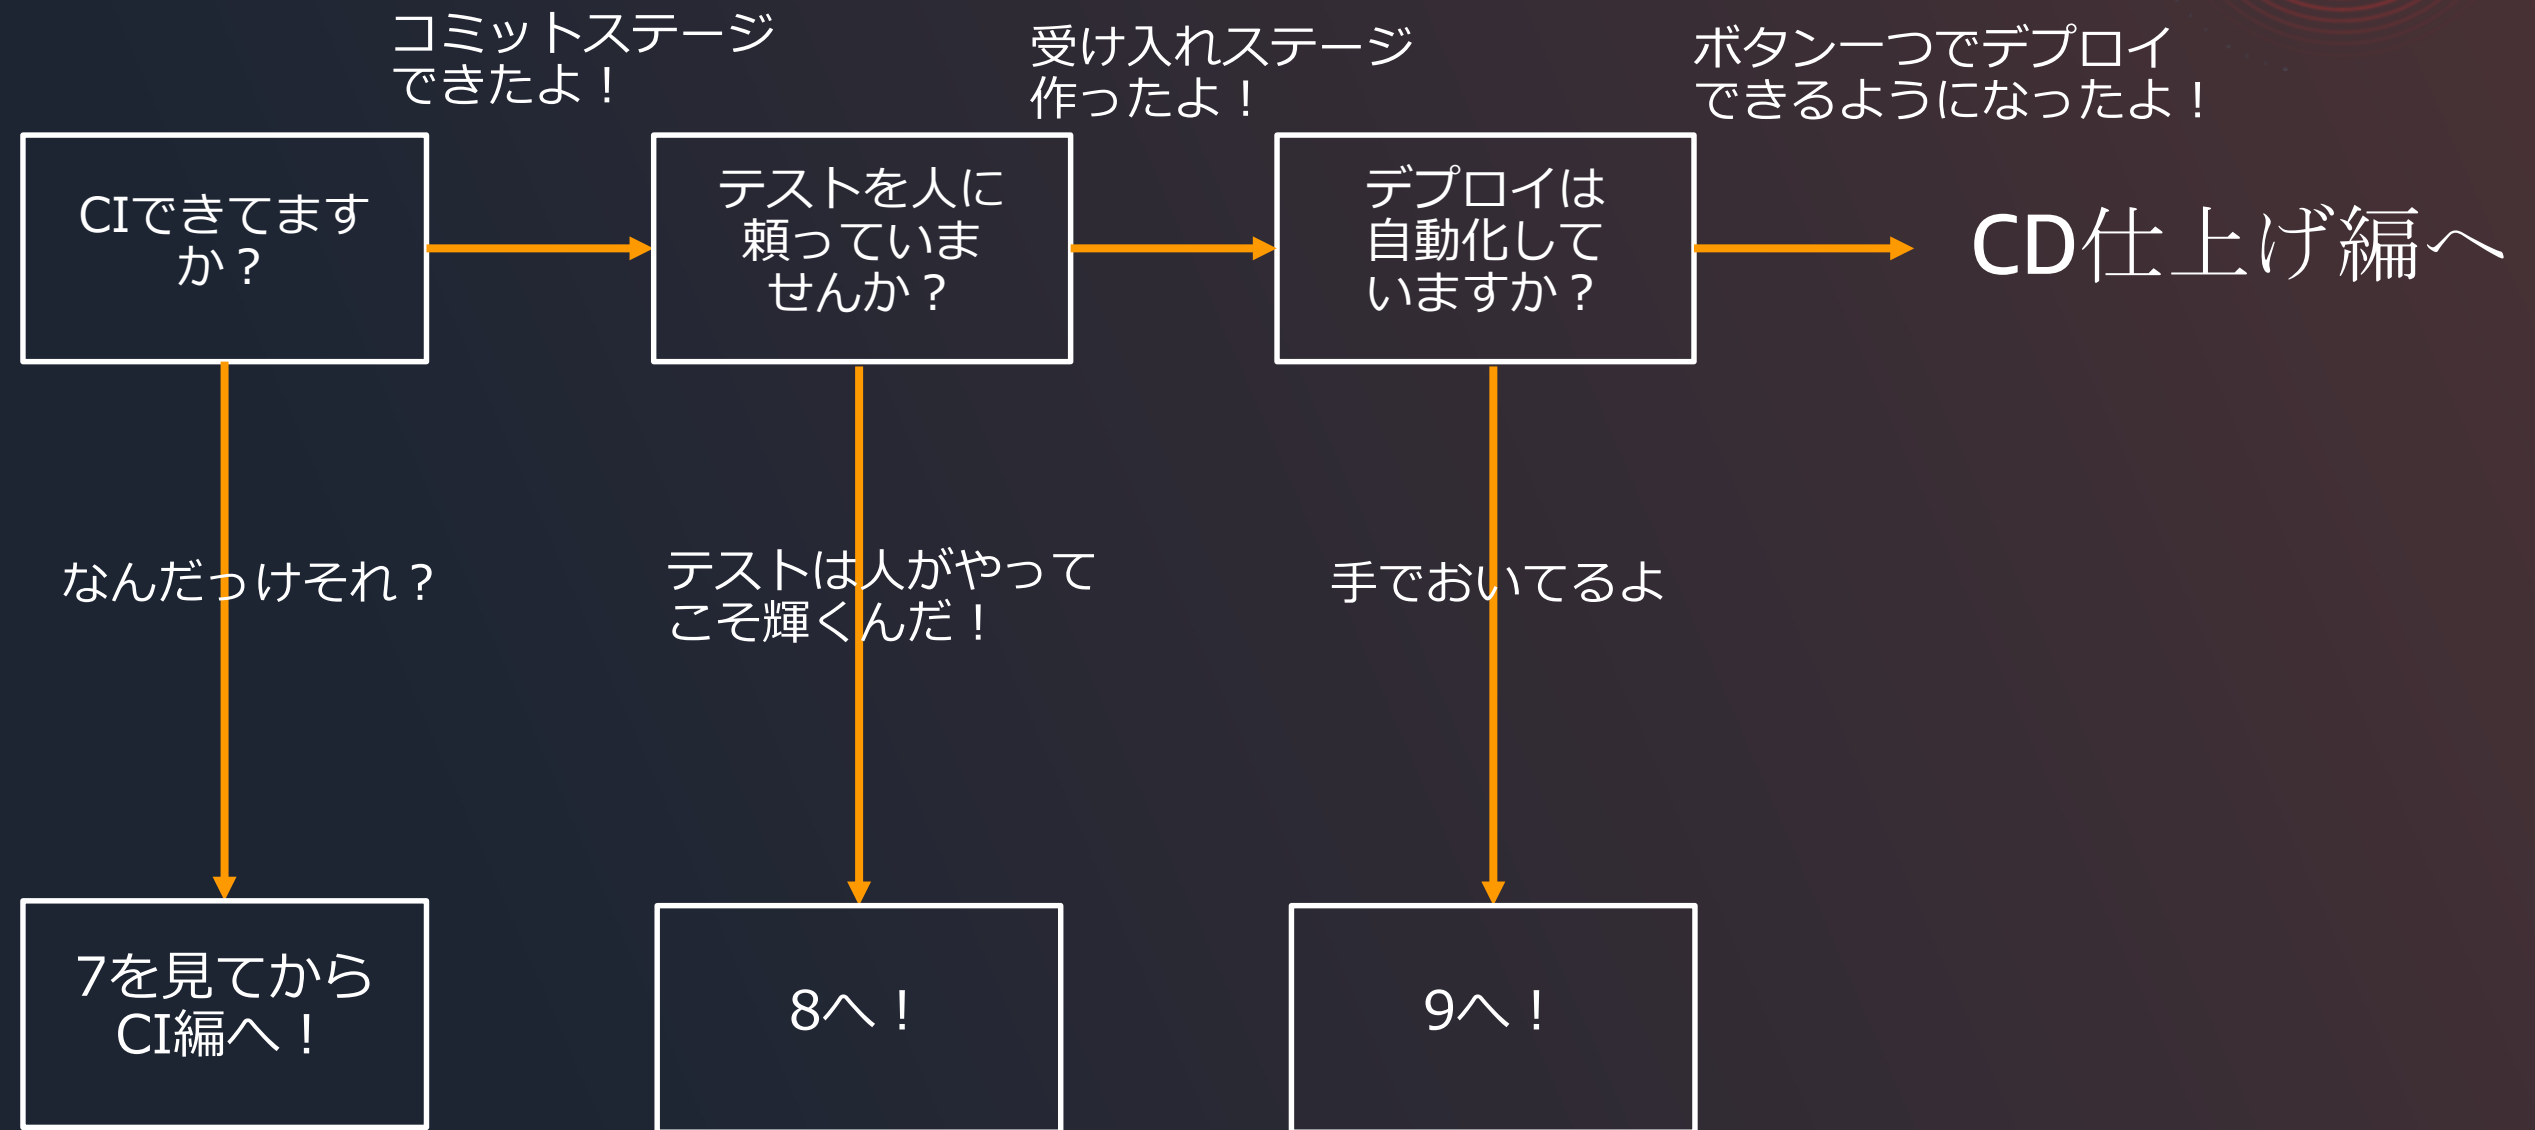 コミットステージ
できたよ！
受け入れステージ
作ったよ！
ボタン一つでデプロイ
できるようになったよ！
CIできてます
か？
テストを人に
頼っていま
せんか？
デプロイは
自動化して
いますか？
CD仕上げ編へ
なんだっけそれ？
テストは人がやって
こそ輝くんだ！
手でおいてるよ
7を見てから
CI編へ！
8へ！
9へ！